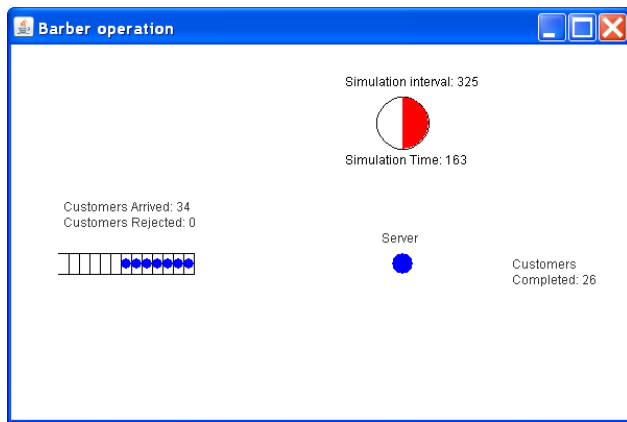 Barber operation
Simulation interval: 325
Simulation Time: 163
Customers Arrived: 34
Customers Rejected: 0
Server
Customers
Completed: 26